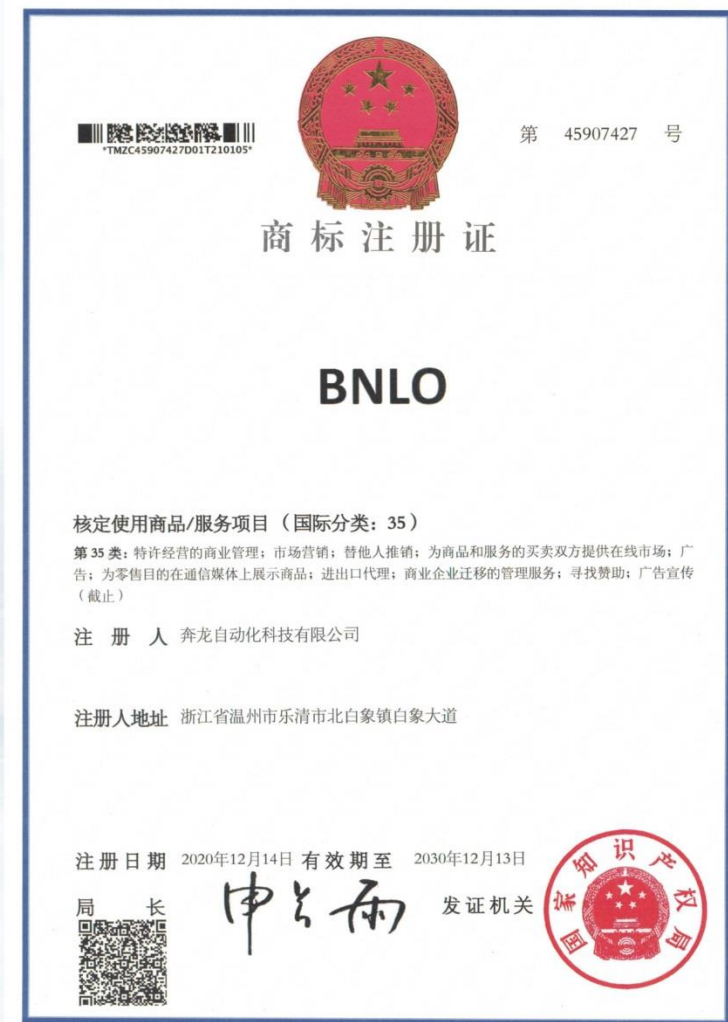 *TMZC45907427D01T210105*
第 45907427 号
商标注册证
BNLO
核定使用商品/服务项目（国际分类：35）
第 35 类：特许经营的商业管理；市场营销；替他人推销；为商品和服务的买卖双方提供在线市场；广
告；为零售目的在通信媒体上展示商品；进出口代理；商业企业迁移的管理服务；寻找赞助；广告宣传
（截止）
注 册 人 奔龙自动化科技有限公司
注册人地址 浙江省温州市乐清市北白象镇白象大道
注册日期 2020年12月14日 有效期至 2030年12月13日
局 长 申长雨 发证机关
国家知识产权局